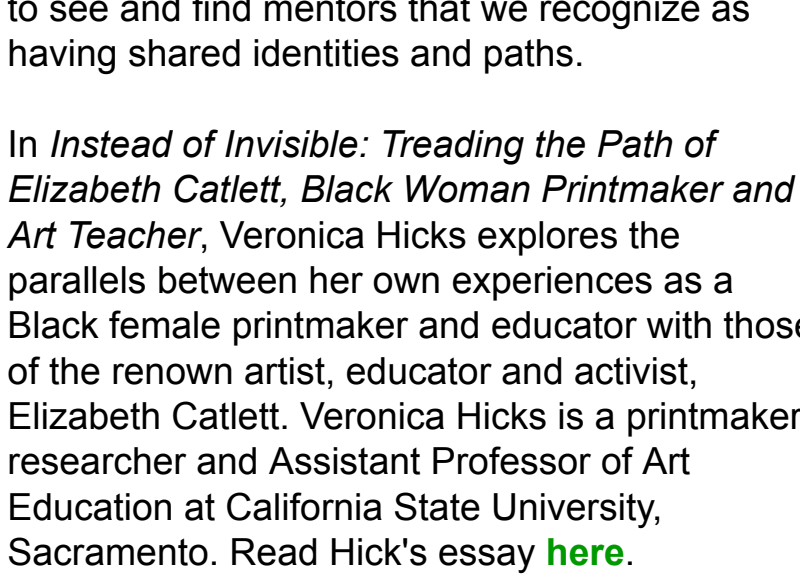 to see and find mentors that we recognize as
having shared identities and paths.
In Instead of Invisible: Treading the Path of
Elizabeth Catlett, Black Woman Printmaker and
Art Teacher, Veronica Hicks explores the
parallels between her own experiences as a
Black female printmaker and educator with those
of the renown artist, educator and activist,
Elizabeth Catlett. Veronica Hicks is a printmaker
researcher and Assistant Professor of Art
Education at California State University,
Sacramento. Read Hick's essay here.